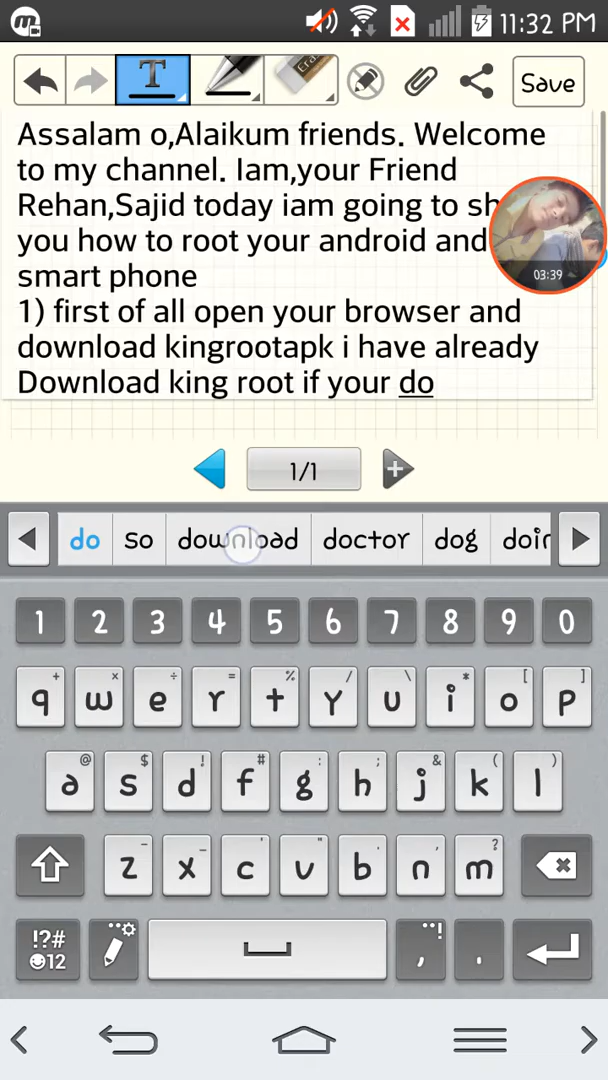 11:32 PM
T
Era
Save
Assalam o,Alaikum friends. Welcome
to my channel. Iam,your Friend
Rehan,Sajid today iam going to sh
you how to root your android and
smart phone
03:39
1) first of all open your browser and
download kingrootapk i have already
Download king root if your do
1/1
do so download doctor dog doin
1 2 3 4 5 6 7 8 9 0
+ × ÷ = % / \ * [ ]
q w e r t y u i o p
@ $ ! # : ; & ( )
a s d f g h j k l
- _ ' " * , ?
z x c v b n m
!?#
12
, .